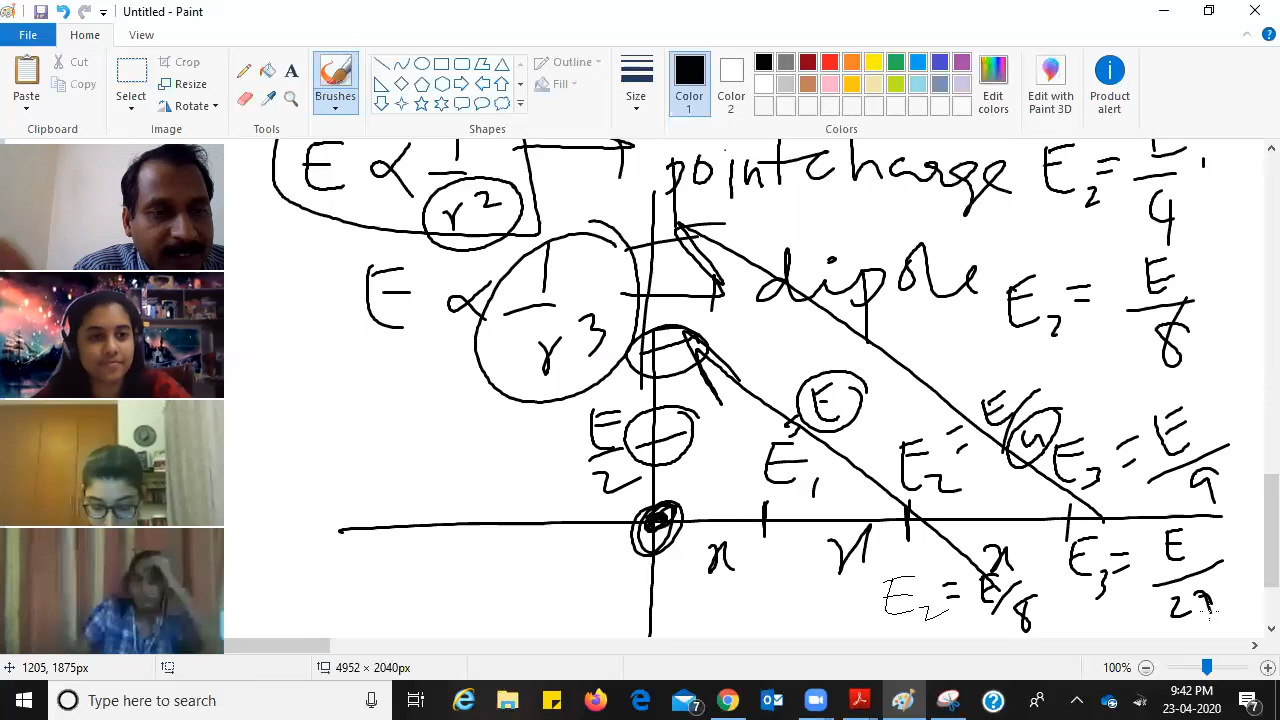 Untitled - Paint
File Home View
Paste Cut Copy Clipboard
Select Crop Resize Rotate Image
Tools
Brushes
Outline Fill Shapes
Size
Color 1 Color 2 Edit colors Colors
Edit with Paint 3D
Product alert
E ∝ 1/r² → point charge E₂ = E/4
E ∝ 1/r³ → dipole E₂ = E/8
E
E/2
E₁ = E
E₂ = E/4
E₃ = E/9
x x x
E₂ = E/8
E₃ = E/27
1205, 1875px
4952 × 2040px
100%
Type here to search
7
9:42 PM
23-04-2020
7